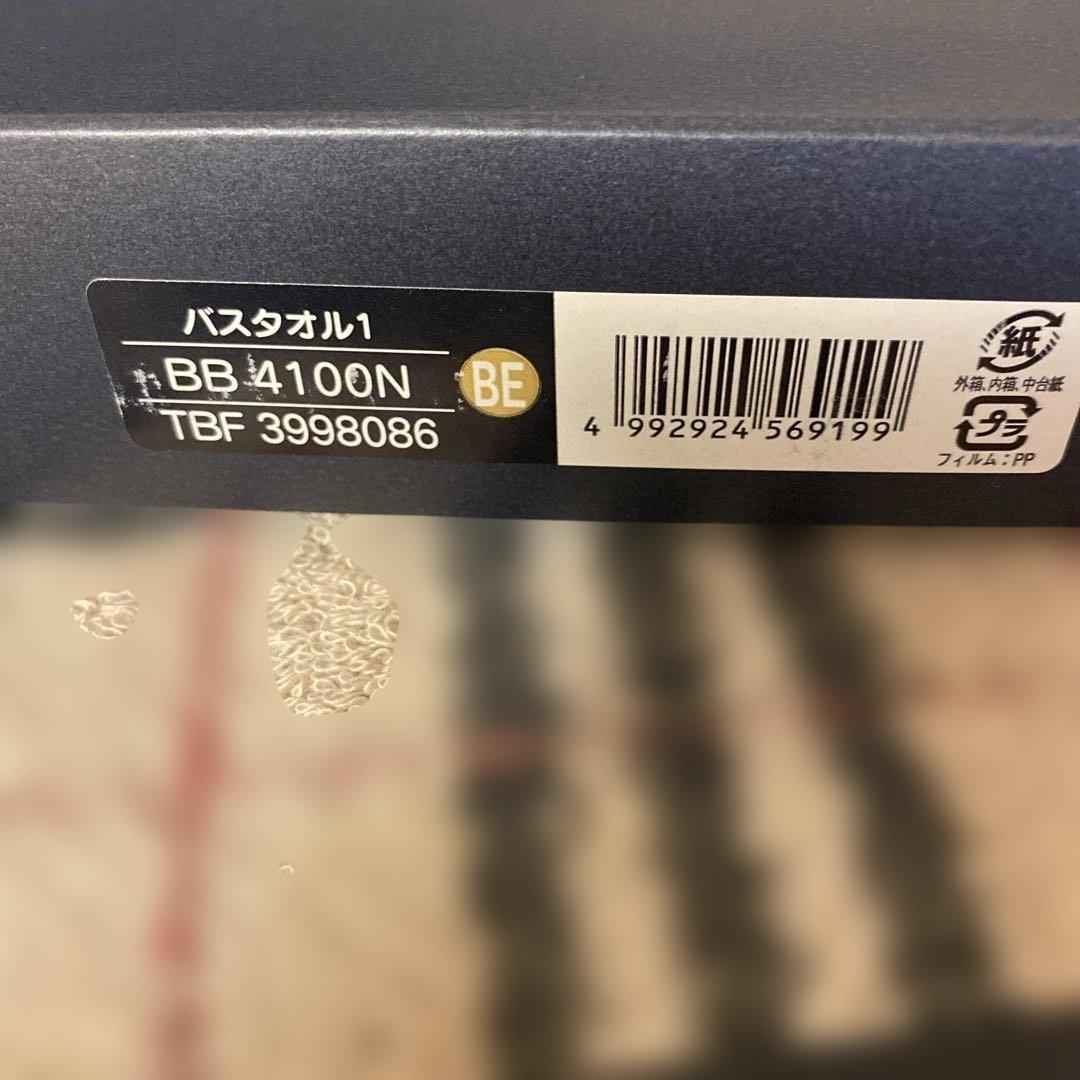 バスタオル1
BB 4100N
TBF 3998086
BE
4 992924 569199
紙
外箱、内箱、中台紙
プラ
フィルム:PP